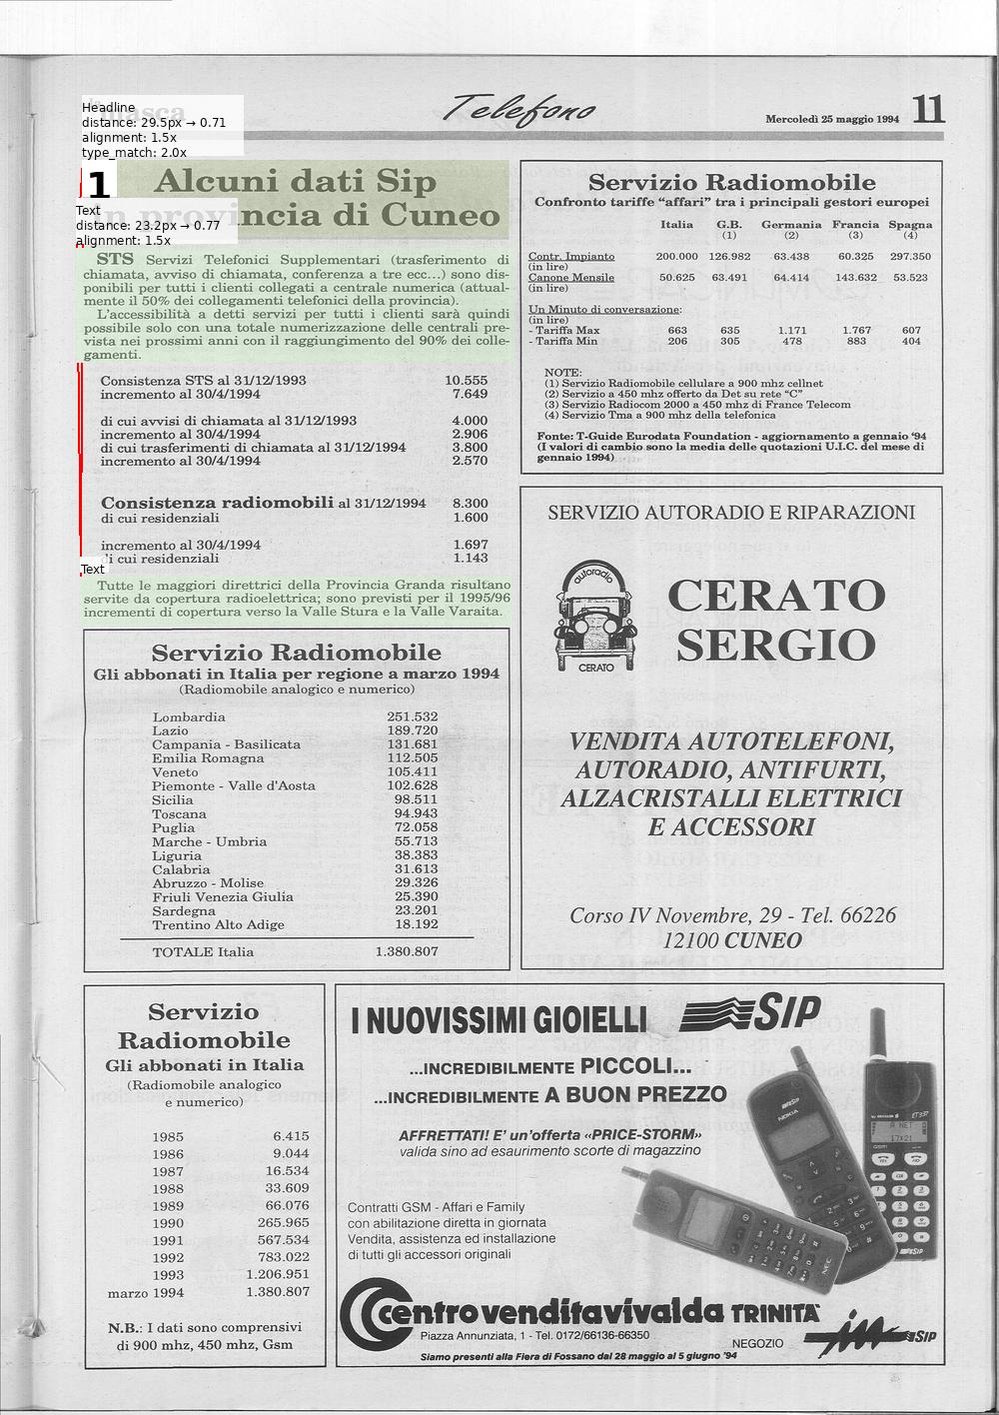 Headline
distance: 29.5px → 0.71
alignment: 1.5x
type_match: 2.0x
Telefono
Mercoledì 25 maggio 1994
11
1
Alcuni dati Sip
in provincia di Cuneo
Text
distance: 23.2px → 0.77
alignment: 1.5x
STS Servizi Telefonici Supplementari (trasferimento di
chiamata, avviso di chiamata, conferenza a tre ecc...) sono dis-
ponibili per tutti i clienti collegati a centrale numerica (attual-
mente il 50% dei collegamenti telefonici della provincia).
L'accessibilità a detti servizi per tutti i clienti sarà quindi
possibile solo con una totale numerizzazione delle centrali pre-
vista nei prossimi anni con il raggiungimento del 90% dei colle-
gamenti.
Consistenza STS al 31/12/1993 10.555
incremento al 30/4/1994 7.649
di cui avvisi di chiamata al 31/12/1993 4.000
incremento al 30/4/1994 2.906
di cui trasferimenti di chiamata al 31/12/1994 3.800
incremento al 30/4/1994 2.570
Consistenza radiomobili al 31/12/1994 8.300
di cui residenziali 1.600
incremento al 30/4/1994 1.697
di cui residenziali 1.143
Text
Tutte le maggiori direttrici della Provincia Granda risultano
servite da copertura radioelettrica; sono previsti per il 1995/96
incrementi di copertura verso la Valle Stura e la Valle Varaita.
Servizio Radiomobile
Gli abbonati in Italia per regione a marzo 1994
(Radiomobile analogico e numerico)
Lombardia 251.532
Lazio 189.720
Campania - Basilicata 131.681
Emilia Romagna 112.505
Veneto 105.411
Piemonte - Valle d'Aosta 102.628
Sicilia 98.511
Toscana 94.943
Puglia 72.058
Marche - Umbria 55.713
Liguria 38.383
Calabria 31.613
Abruzzo - Molise 29.326
Friuli Venezia Giulia 25.390
Sardegna 23.201
Trentino Alto Adige 18.192
TOTALE Italia 1.380.807
Servizio
Radiomobile
Gli abbonati in Italia
(Radiomobile analogico
e numerico)
1985 6.415
1986 9.044
1987 16.534
1988 33.609
1989 66.076
1990 265.965
1991 567.534
1992 783.022
1993 1.206.951
marzo 1994 1.380.807
N.B.: I dati sono comprensivi
di 900 mhz, 450 mhz, Gsm
Servizio Radiomobile
Confronto tariffe “affari” tra i principali gestori europei
Italia G.B. Germania Francia Spagna
(1) (2) (3) (4)
Contr. Impianto 200.000 126.982 63.438 60.325 297.350
(in lire)
Canone Mensile 50.625 63.491 64.414 143.632 53.523
(in lire)
Un Minuto di conversazione:
(in lire)
- Tariffa Max 663 635 1.171 1.767 607
- Tariffa Min 206 305 478 883 404
NOTE:
(1) Servizio Radiomobile cellulare a 900 mhz cellnet
(2) Servizio a 450 mhz offerto da Det su rete “C”
(3) Servizio Radiocom 2000 a 450 mhz di France Telecom
(4) Servizio Tma a 900 mhz della telefonica
Fonte: T-Guide Eurodata Foundation - aggiornamento a gennaio ‘94
(I valori di cambio sono la media delle quotazioni U.I.C. del mese di
gennaio 1994)
SERVIZIO AUTORADIO E RIPARAZIONI
autoradio
CERATO
CERATO
SERGIO
VENDITA AUTOTELEFONI,
AUTORADIO, ANTIFURTI,
ALZACRISTALLI ELETTRICI
E ACCESSORI
Corso IV Novembre, 29 - Tel. 66226
12100 CUNEO
I NUOVISSIMI GIOIELLI SIP
...INCREDIBILMENTE PICCOLI...
...INCREDIBILMENTE A BUON PREZZO
AFFRETTATI! E' un'offerta «PRICE-STORM»
valida sino ad esaurimento scorte di magazzino
Contratti GSM - Affari e Family
con abilitazione diretta in giornata
Vendita, assistenza ed installazione
di tutti gli accessori originali
centro vendita vivalda TRINITA'
Piazza Annunziata, 1 - Tel. 0172/66136-66350
NEGOZIO in SIP
Siamo presenti alla Fiera di Fossano dal 28 maggio al 5 giugno '94